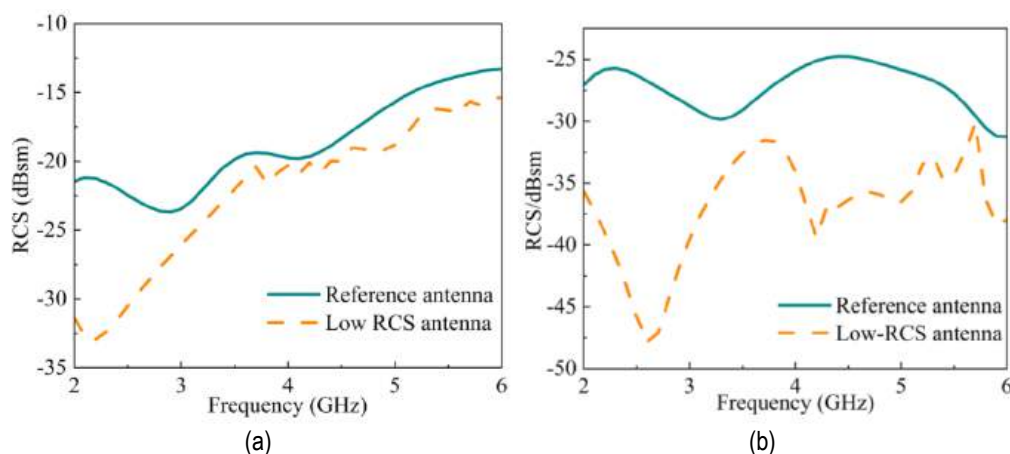 -10
-15
-20
-25
-30
-35
RCS (dBsm)
2 3 4 5 6
Frequency (GHz)
Reference antenna
Low RCS antenna
(a)
-25
-30
-35
-40
-45
-50
RCS/dBsm
2 3 4 5 6
Frequency (GHz)
Reference antenna
Low-RCS antenna
(b)